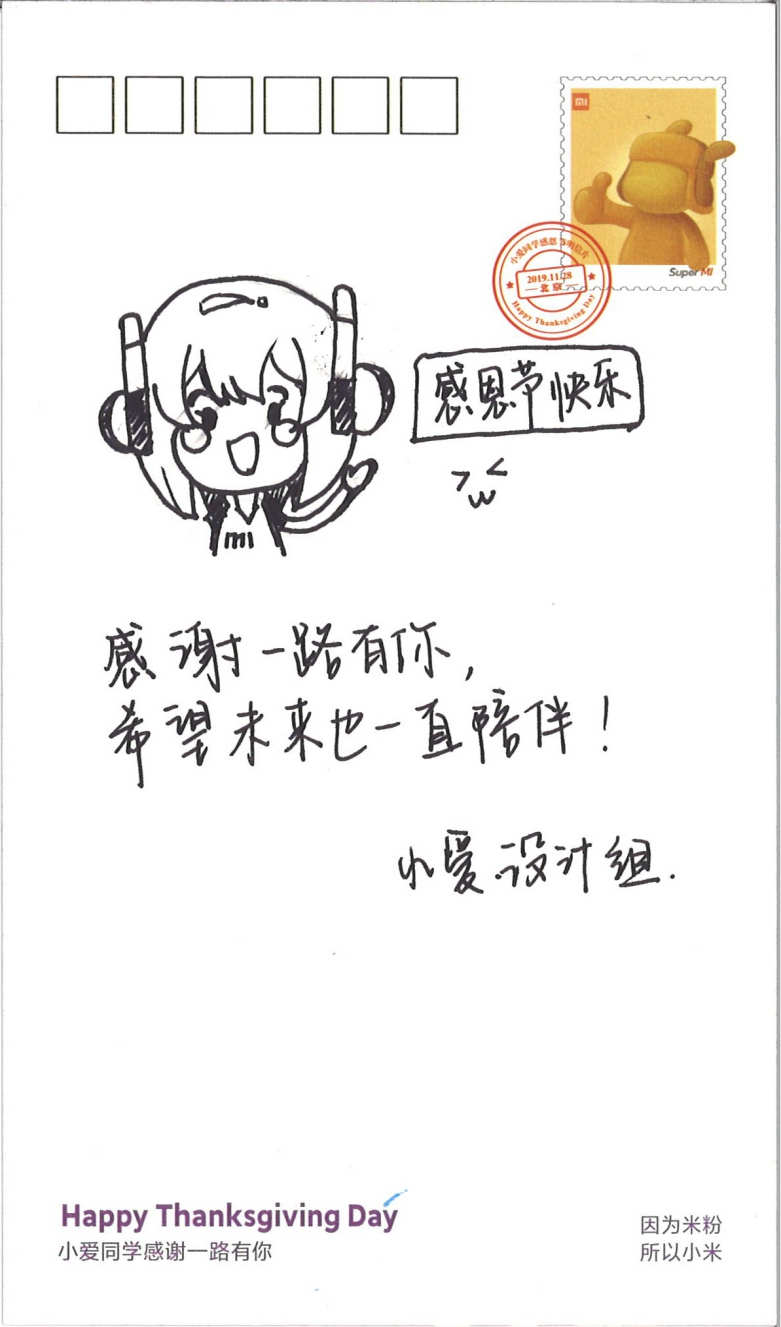 MI
Super MI
小爱同学感恩节明信片
2019.11.28
北京
Happy Thanksgiving Day
感恩节快乐
mi
感谢一路有你,
希望未来也一直陪伴!
小爱设计组.
Happy Thanksgiving Day
小爱同学感谢一路有你
因为米粉
所以小米